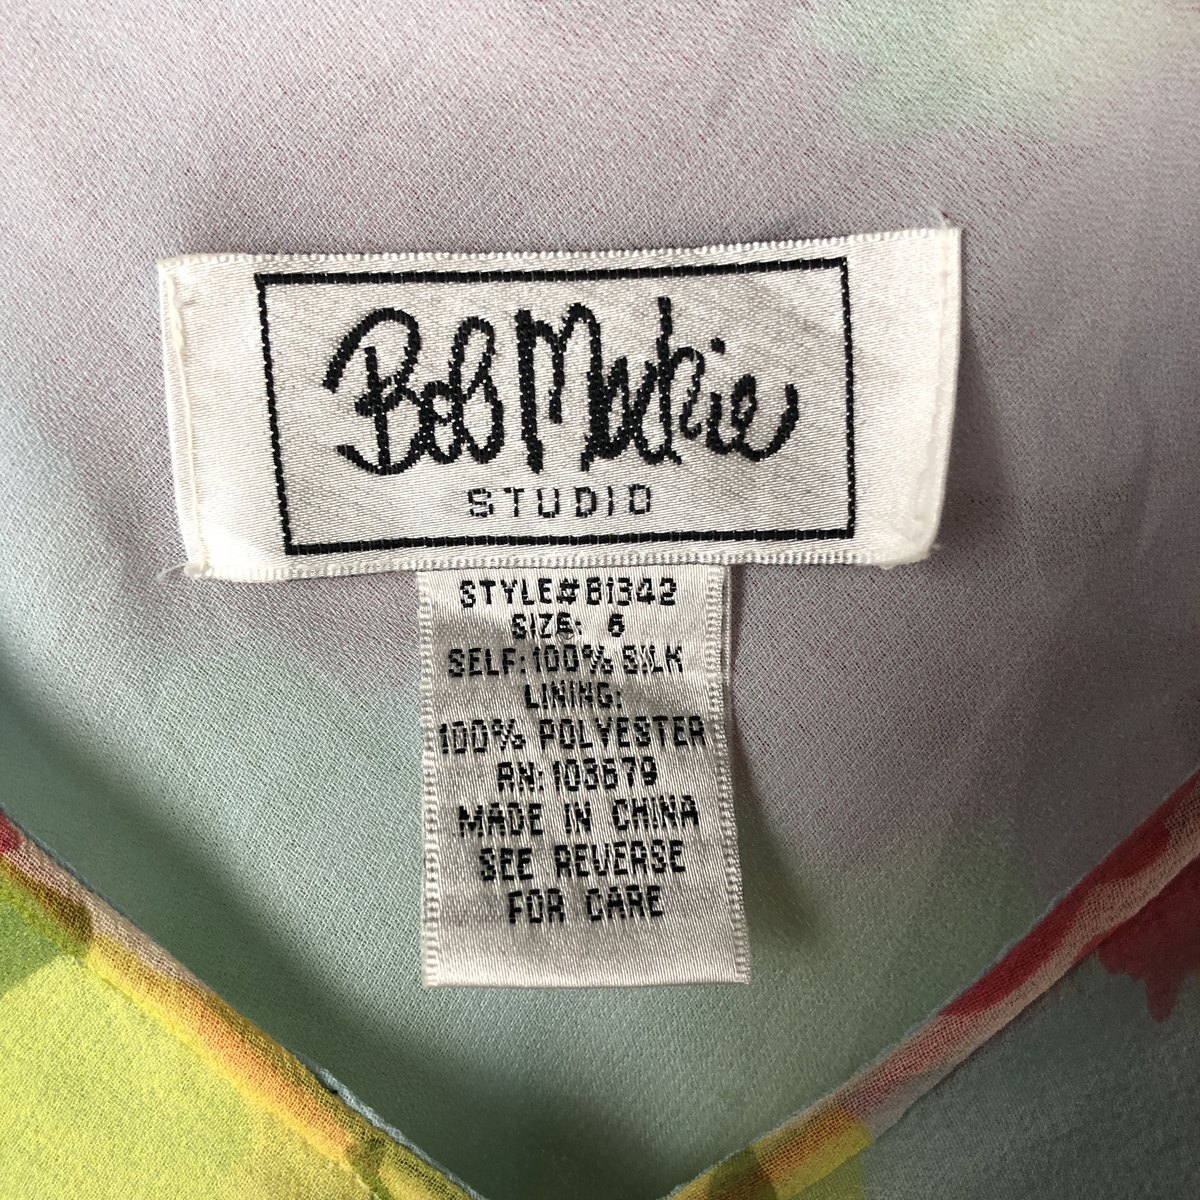 Bob Mackie
STUDIO
STYLE#B1342
SIZE: 6
SELF:100% SILK
LINING:
100% POLYESTER
RN:103679
MADE IN CHINA
SEE REVERSE
FOR CARE